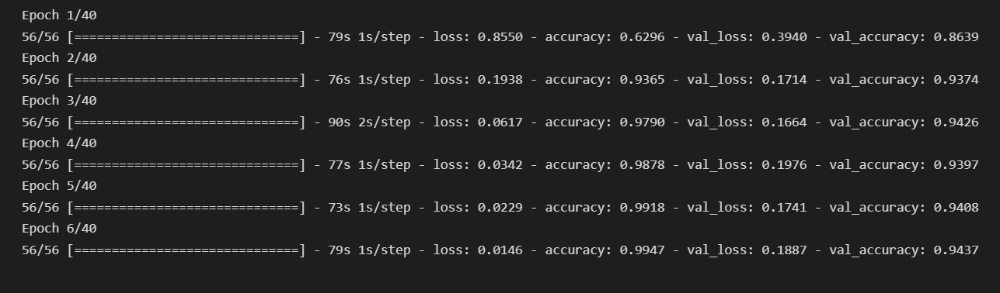 Epoch 1/40
56/56 [==============================] - 79s 1s/step - loss: 0.8550 - accuracy: 0.6296 - val_loss: 0.3940 - val_accuracy: 0.8639
Epoch 2/40
56/56 [==============================] - 76s 1s/step - loss: 0.1938 - accuracy: 0.9365 - val_loss: 0.1714 - val_accuracy: 0.9374
Epoch 3/40
56/56 [==============================] - 90s 2s/step - loss: 0.0617 - accuracy: 0.9790 - val_loss: 0.1664 - val_accuracy: 0.9426
Epoch 4/40
56/56 [==============================] - 77s 1s/step - loss: 0.0342 - accuracy: 0.9878 - val_loss: 0.1976 - val_accuracy: 0.9397
Epoch 5/40
56/56 [==============================] - 73s 1s/step - loss: 0.0229 - accuracy: 0.9918 - val_loss: 0.1741 - val_accuracy: 0.9408
Epoch 6/40
56/56 [==============================] - 79s 1s/step - loss: 0.0146 - accuracy: 0.9947 - val_loss: 0.1887 - val_accuracy: 0.9437